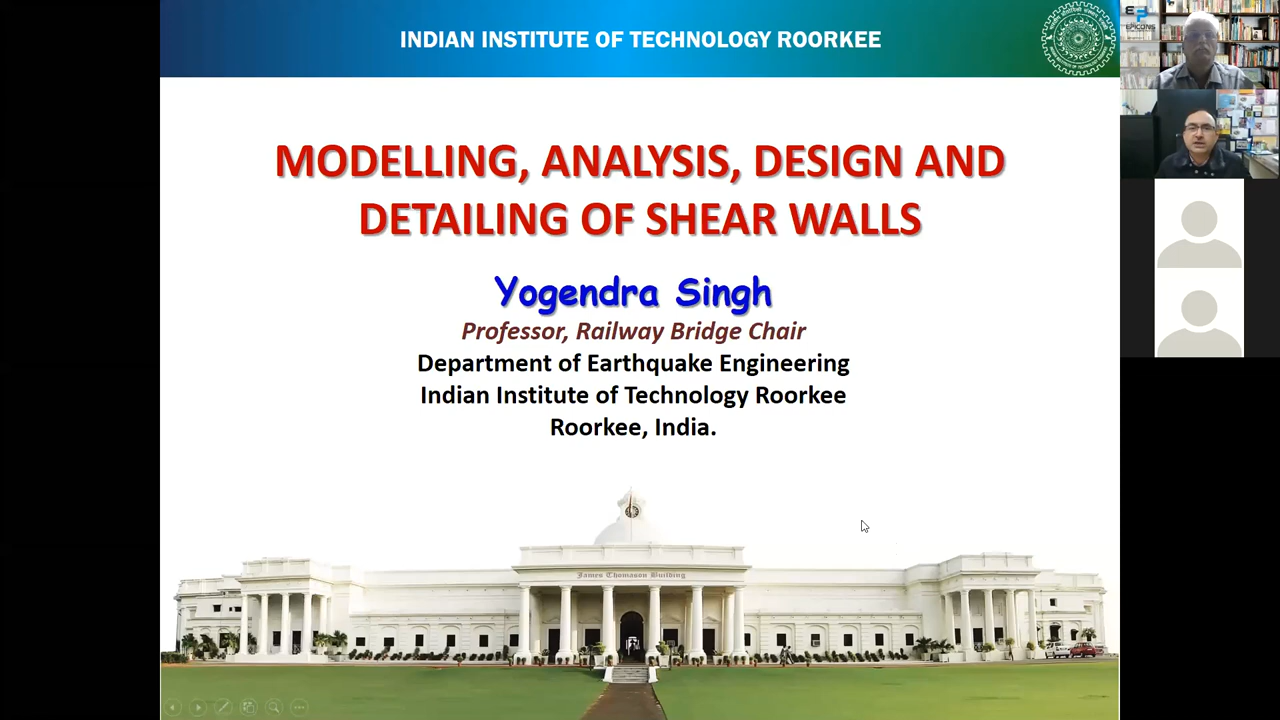 INDIAN INSTITUTE OF TECHNOLOGY ROORKEE
MODELLING, ANALYSIS, DESIGN AND
DETAILING OF SHEAR WALLS
Yogendra Singh
Professor, Railway Bridge Chair
Department of Earthquake Engineering
Indian Institute of Technology Roorkee
Roorkee, India.
James Thomason Building